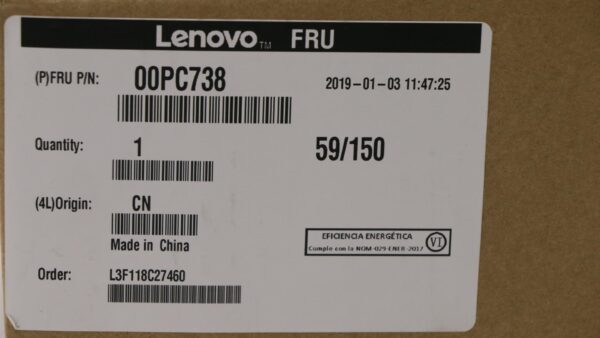 Lenovo™ FRU
(P)FRU P/N: 00PC738 2019-01-03 11:47:25
Quantity: 1 59/150
(4L)Origin: CN
Made in China
EFICIENCIA ENERGÉTICA
Cumple con la NOM-029-ENER-2017 VI
Order: L3F118C27460